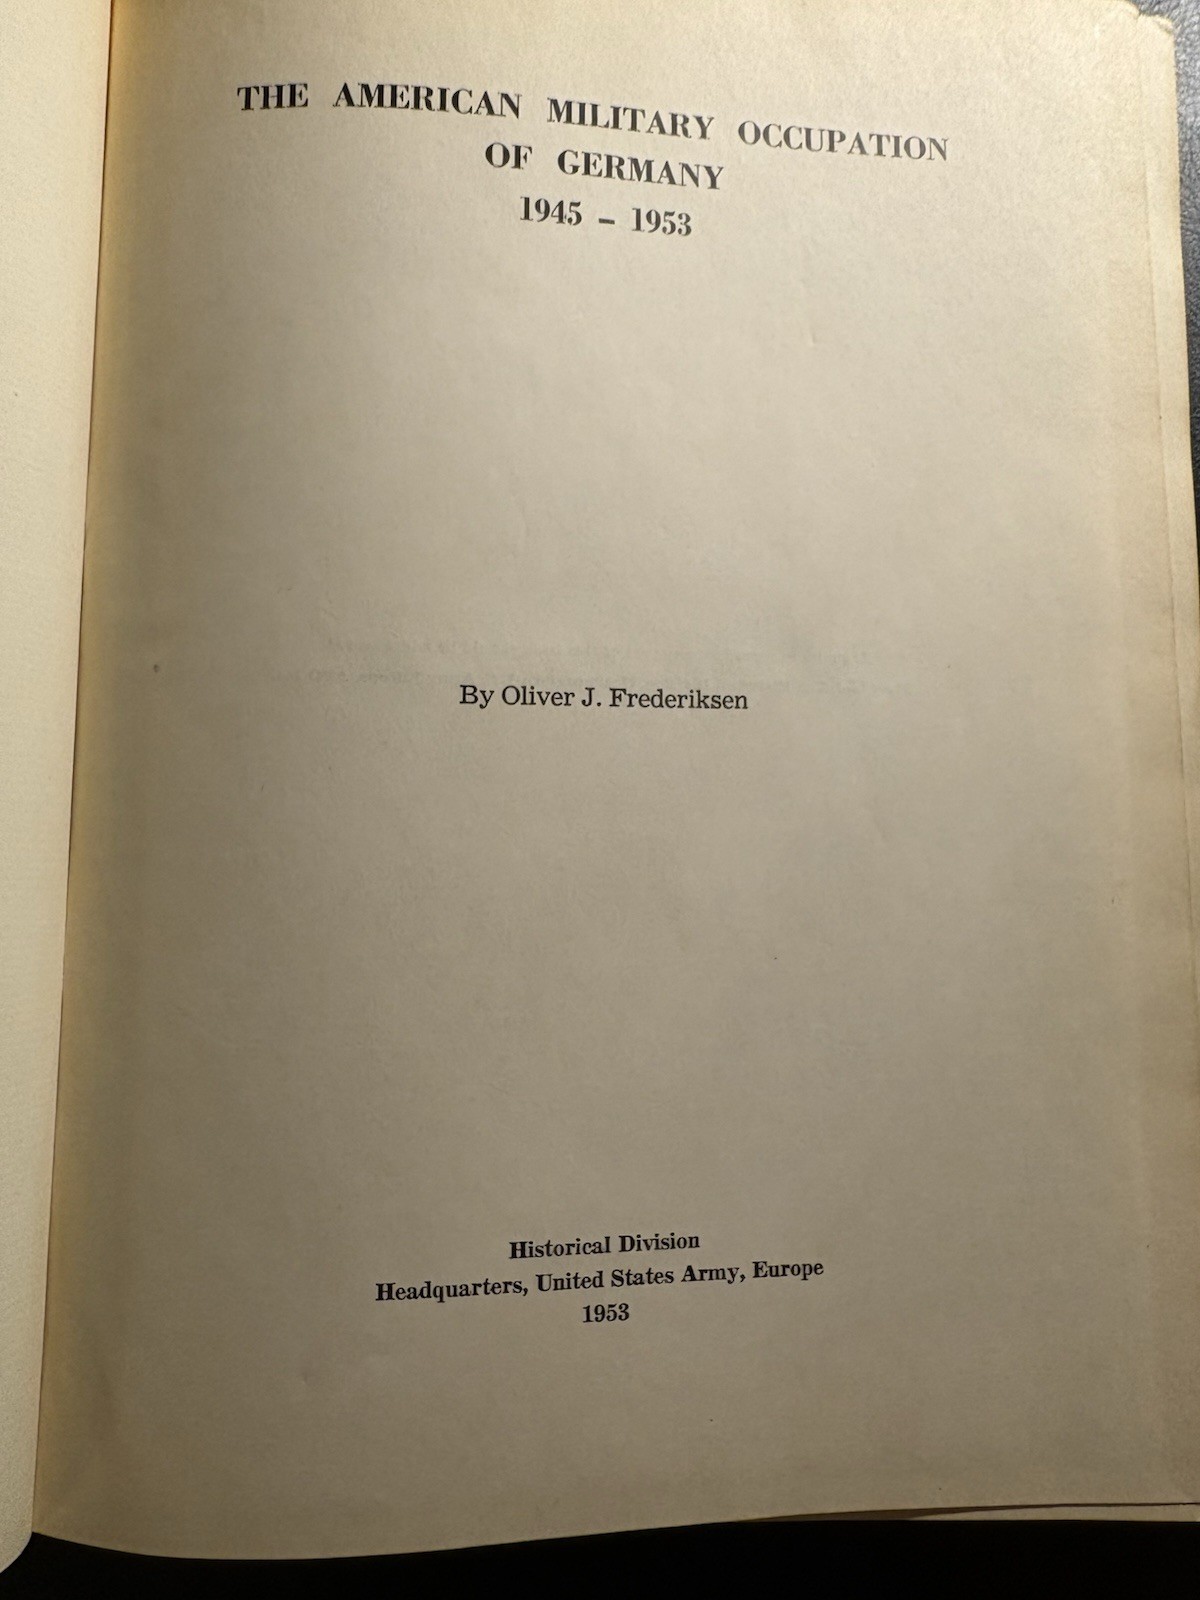 THE AMERICAN MILITARY OCCUPATION
OF GERMANY
1945 – 1953
By Oliver J. Frederiksen
Historical Division
Headquarters, United States Army, Europe
1953